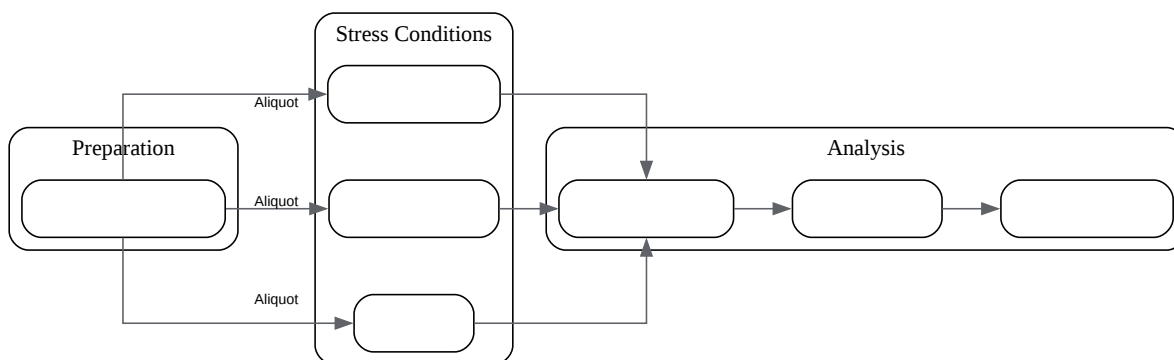 Stress Conditions
Aliquot
Preparation
Analysis
Aliquot
Aliquot